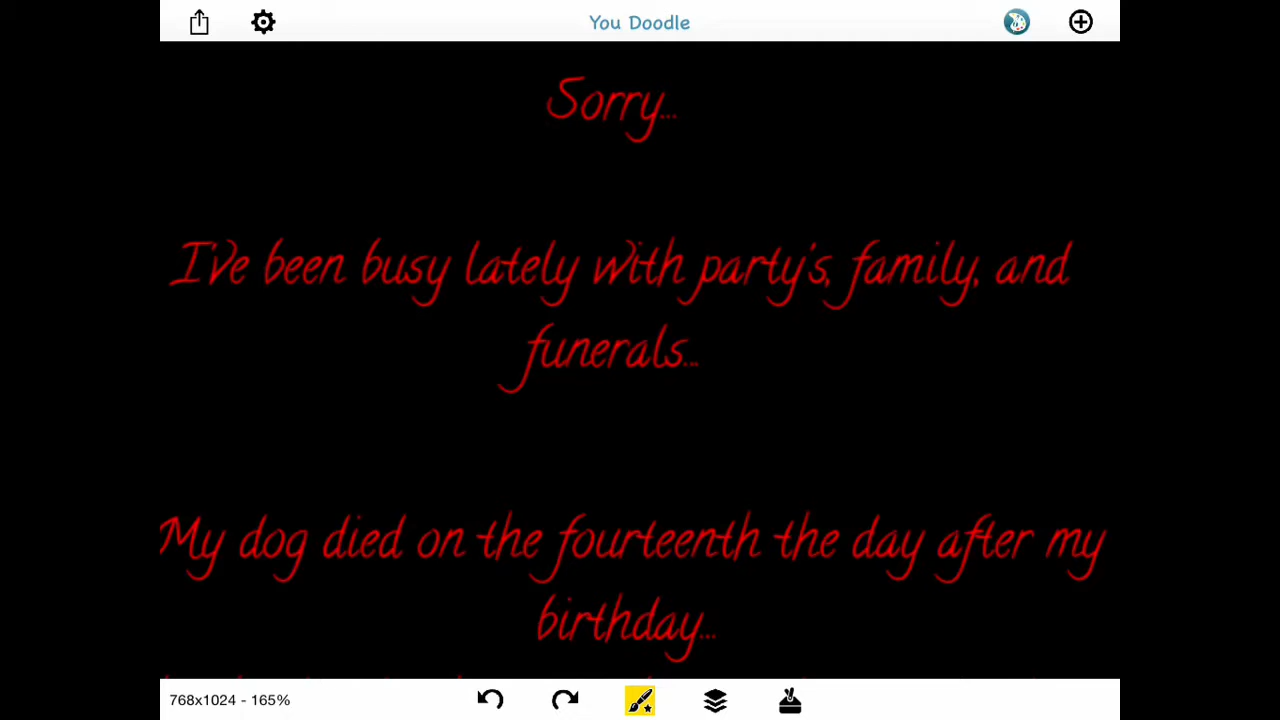 You Doodle
Sorry...
I've been busy lately with party's, family, and
funerals...
My dog died on the fourteenth the day after my
birthday...
768x1024 - 165%